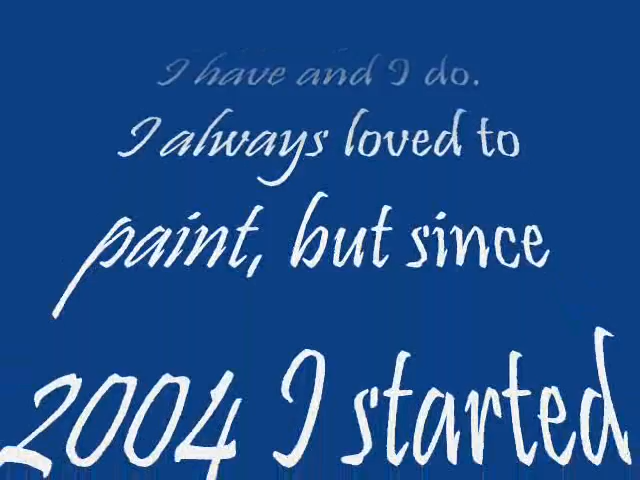 I have and I do.
I always loved to
paint, but since
2004 I started